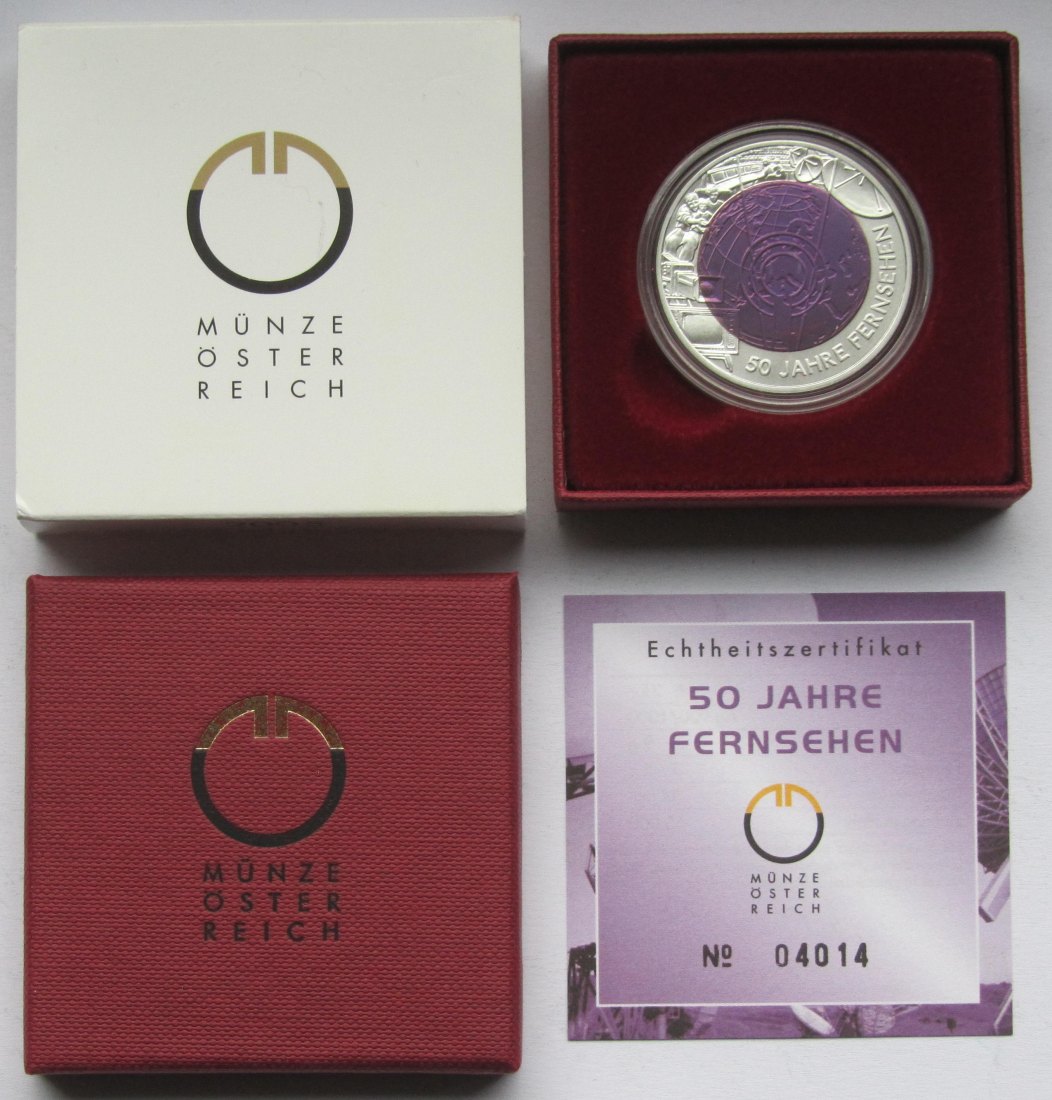 MÜNZE
ÖSTER
REICH
50 JAHRE FERNSEHEN
MÜNZE
ÖSTER
REICH
Echtheitszertifikat
50 JAHRE
FERNSEHEN
MÜNZE
ÖSTER
REICH
Nº 04014